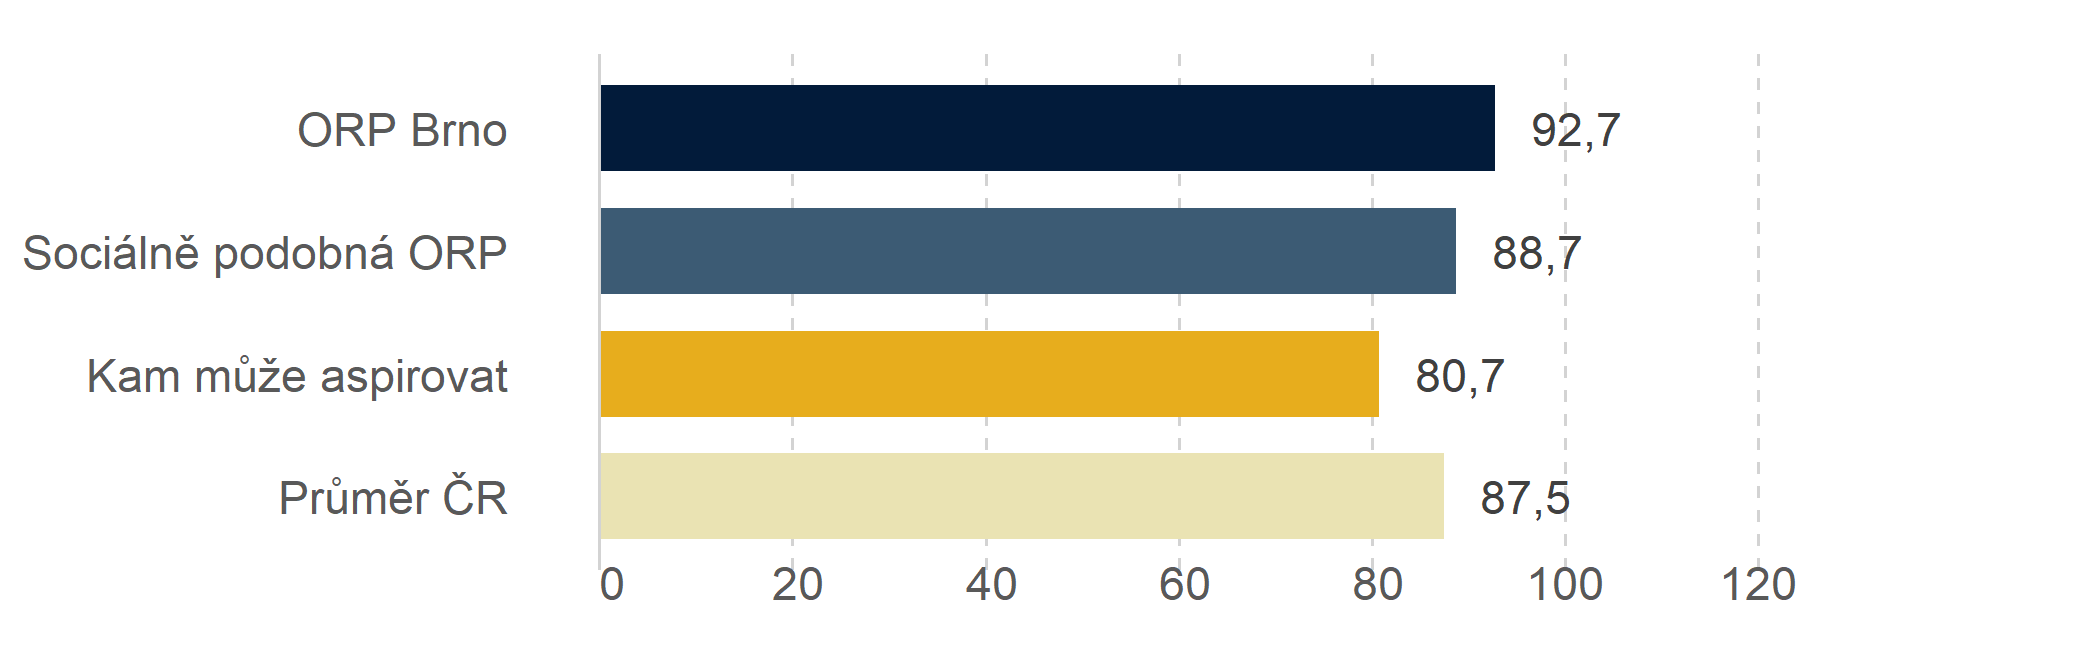 ORP Brno 92,7
Sociálně podobná ORP 88,7
Kam může aspirovat 80,7
Průměr ČR 87,5
0 20 40 60 80 100 120